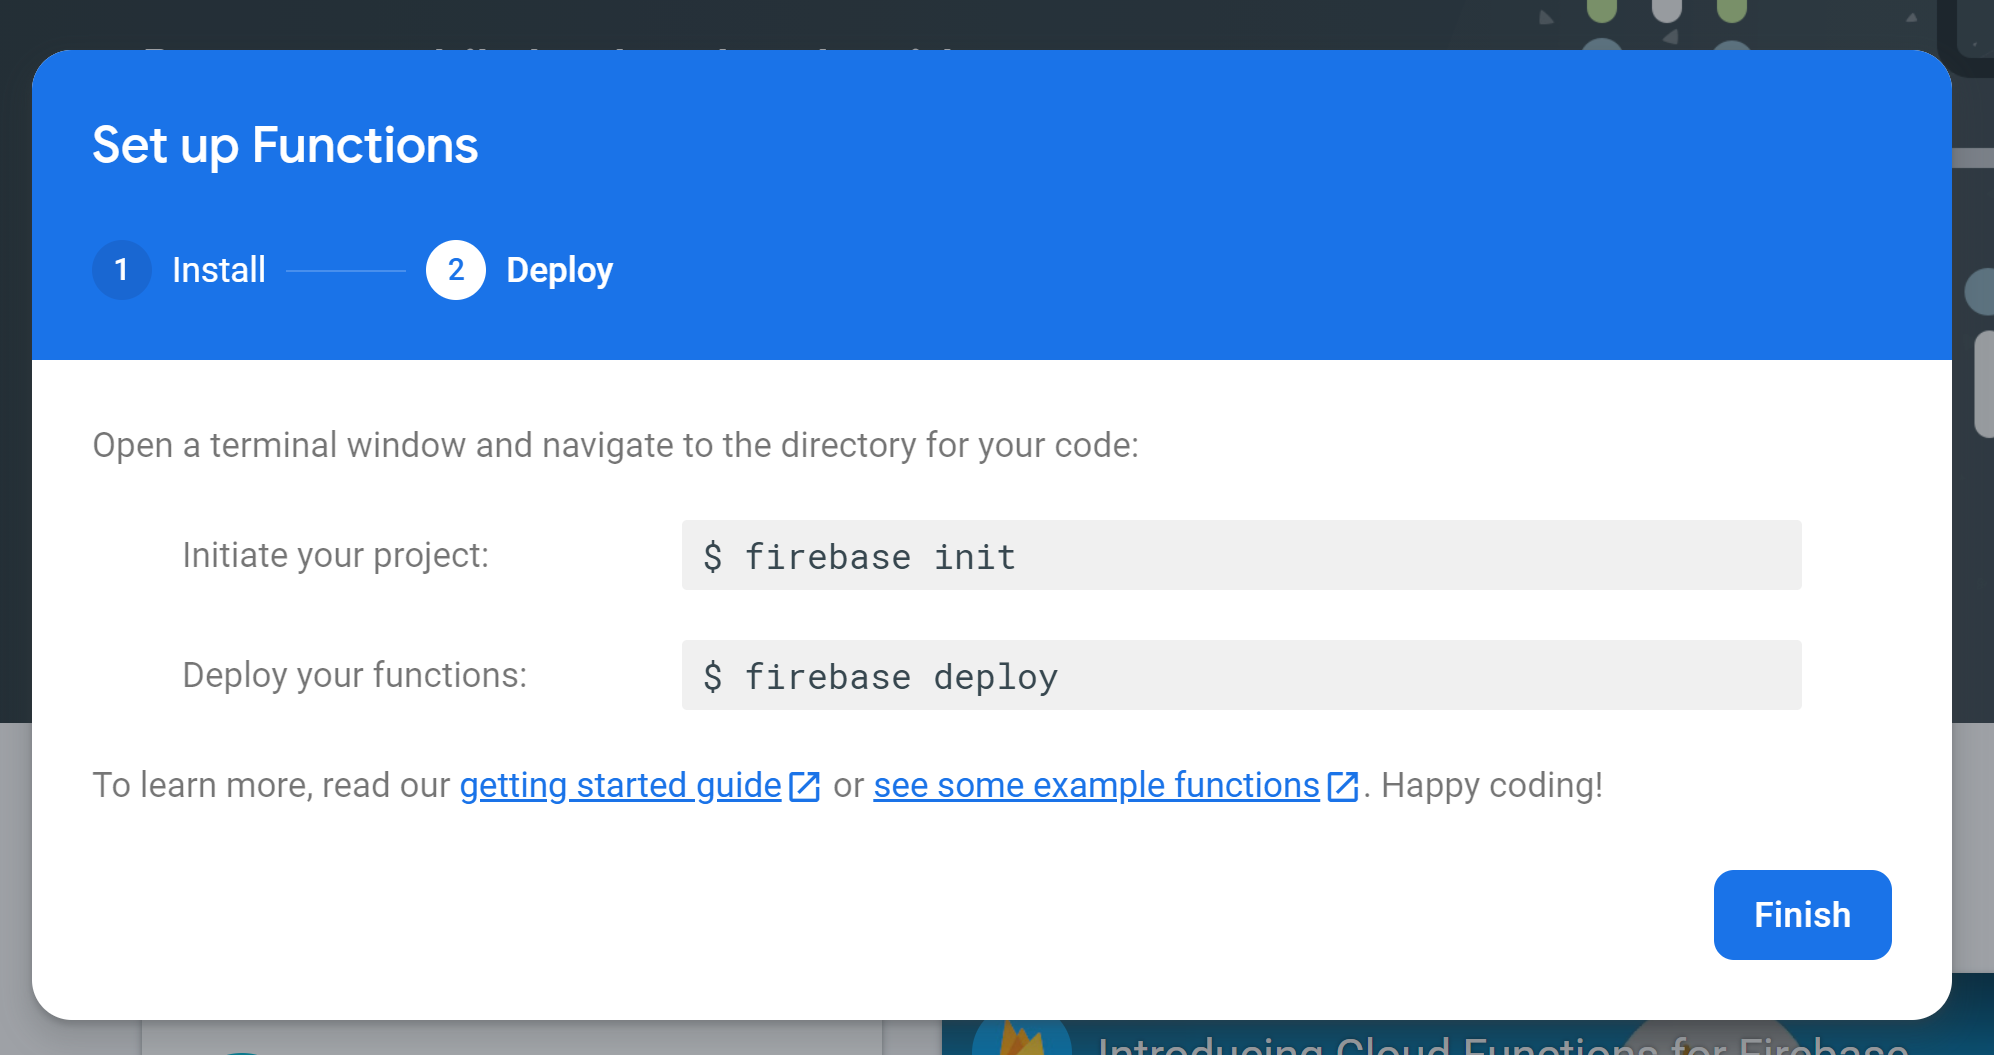 Set up Functions
1 Install 2 Deploy
Open a terminal window and navigate to the directory for your code:
Initiate your project: $ firebase init
Deploy your functions: $ firebase deploy
To learn more, read our getting started guide or see some example functions. Happy coding!
Finish
Introducing Cloud Functions for Firebase